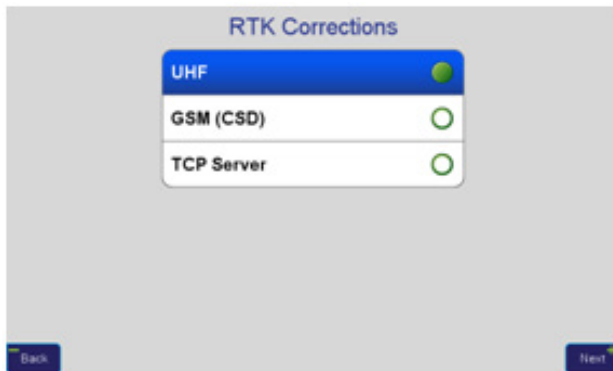 RTK Corrections
UHF
GSM (CSD)
TCP Server
Back
Next